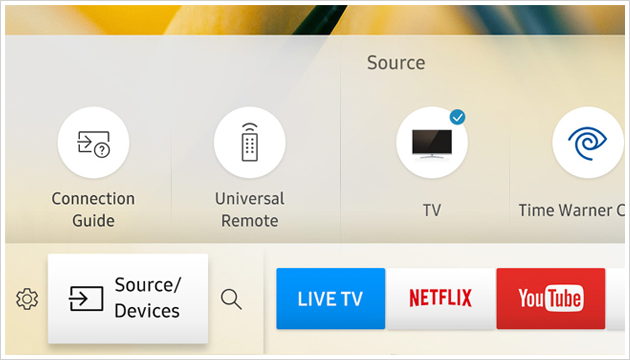 Source
Connection
Guide
Universal
Remote
TV
Time Warner C
Source/
Devices
LIVE TV
NETFLIX
YouTube